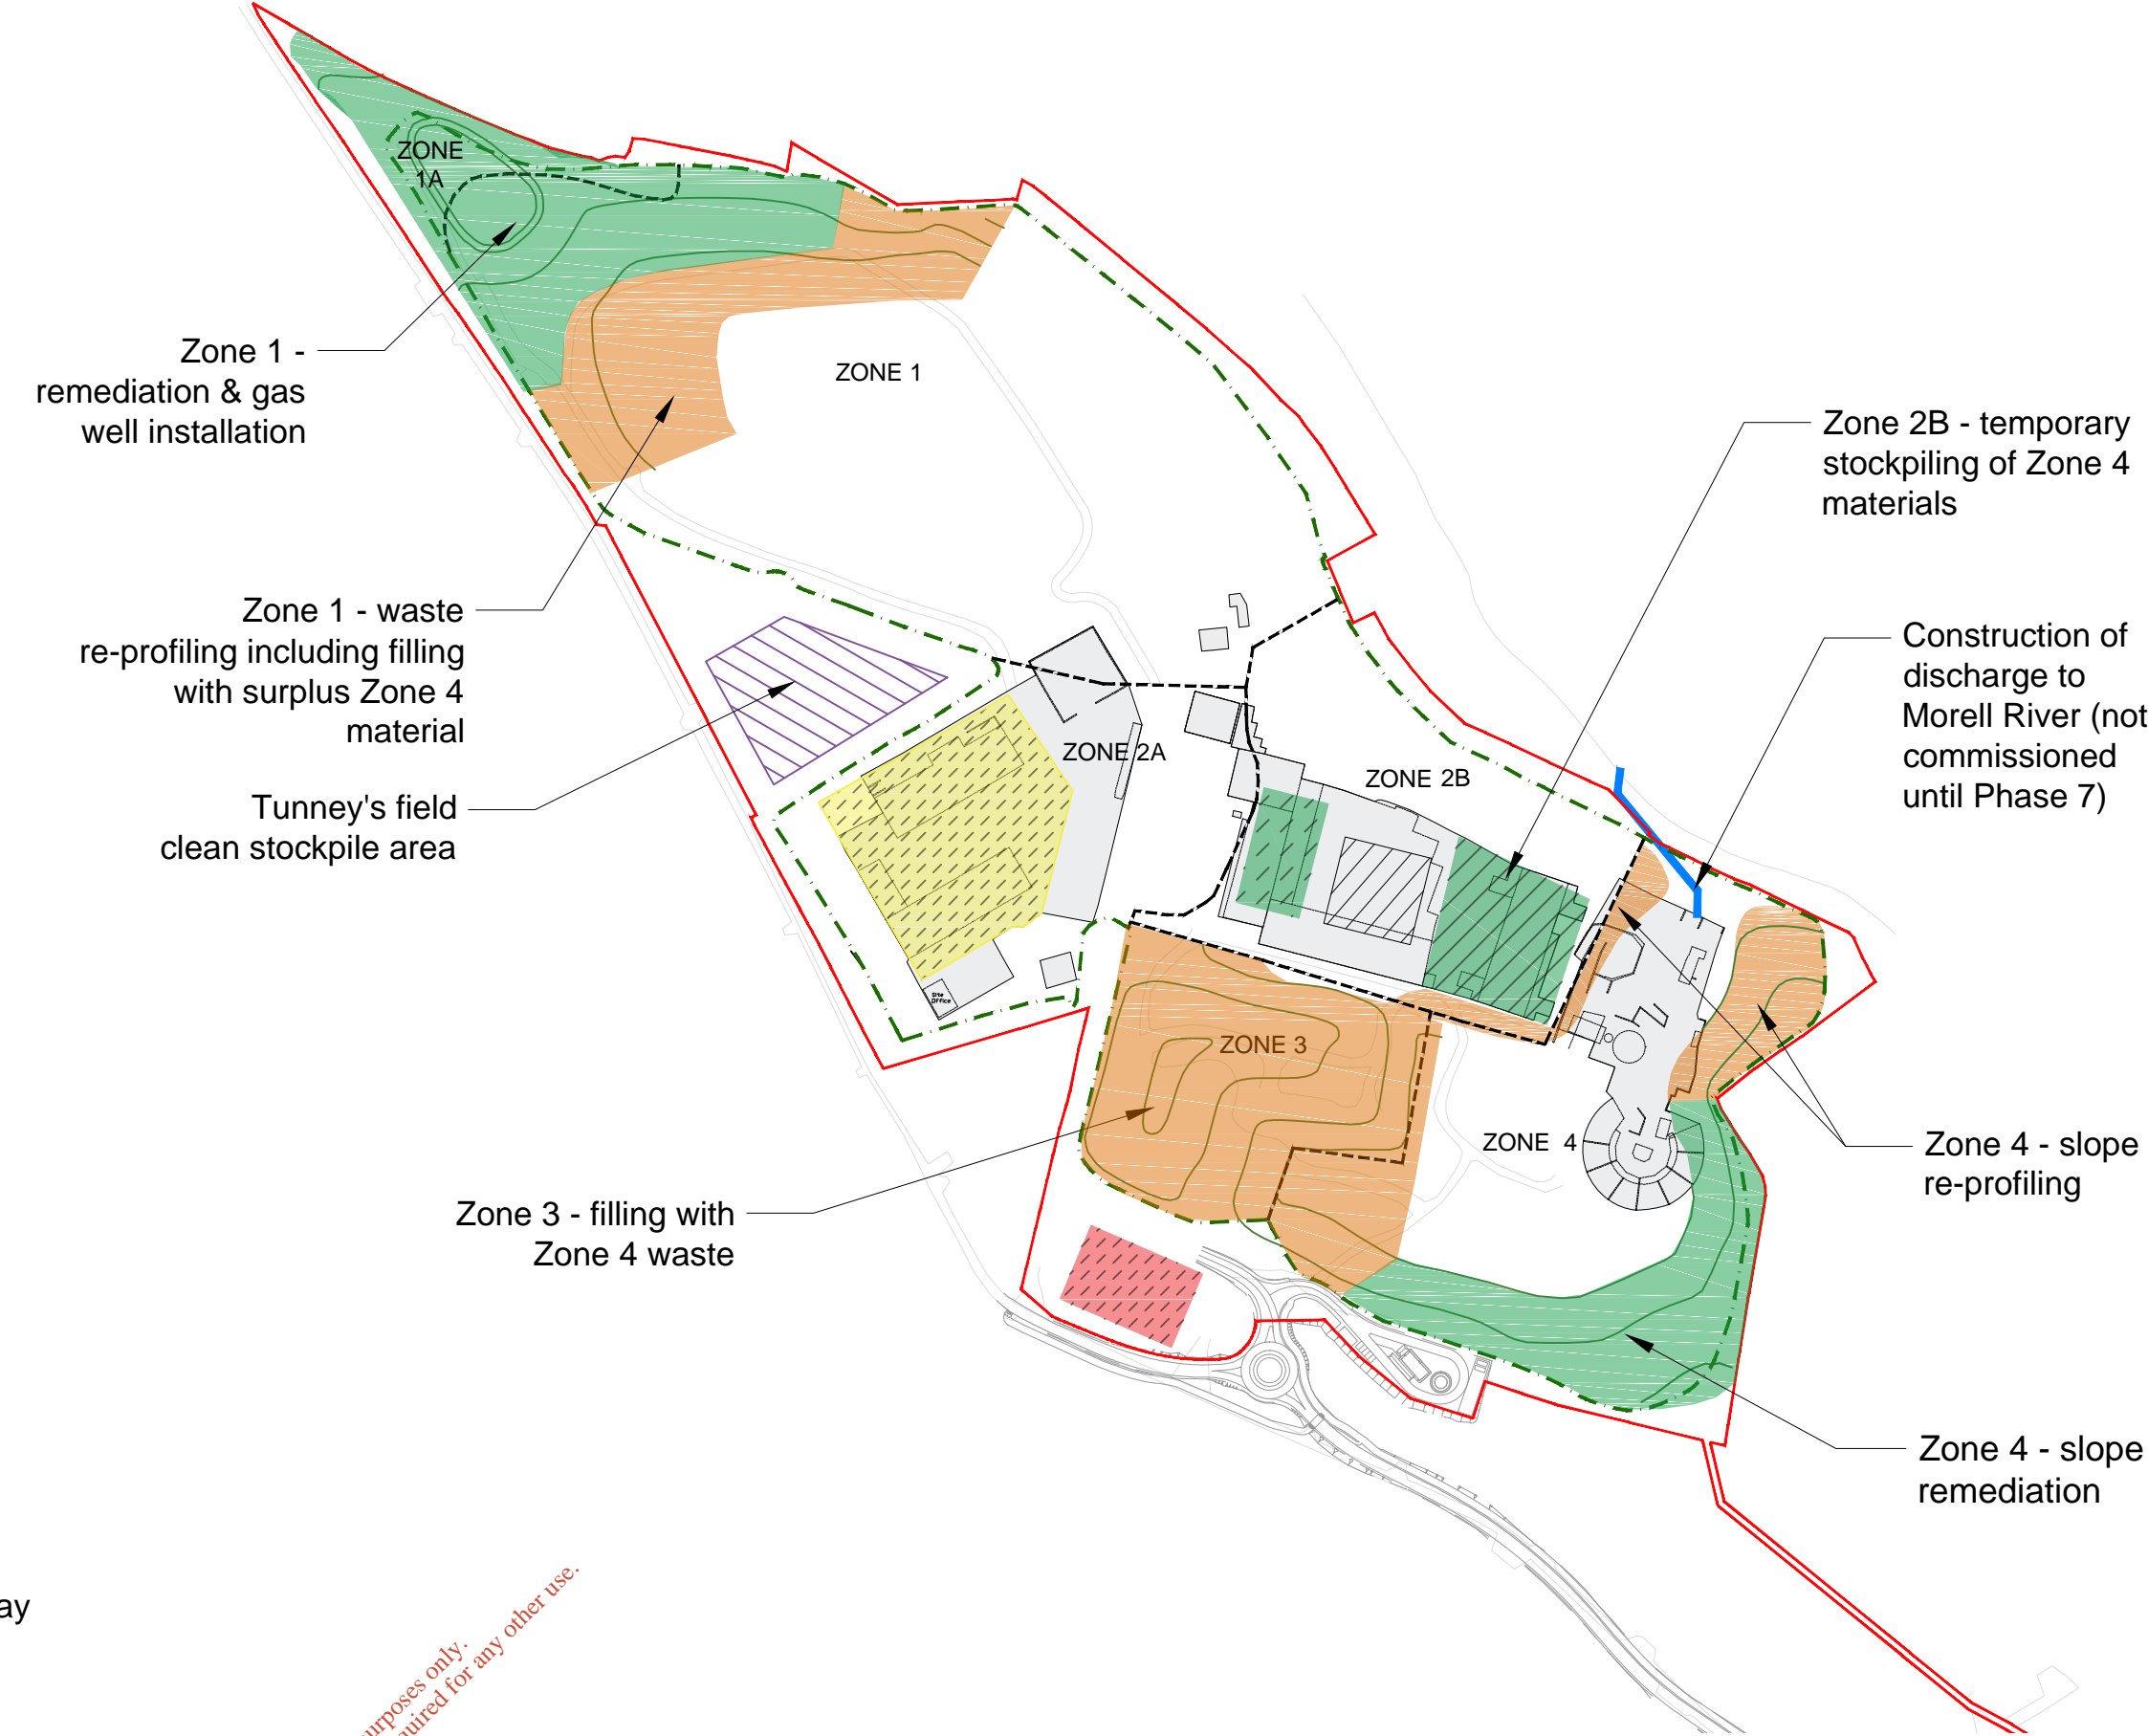 ZONE
1A
Zone 1 -
remediation & gas
well installation
ZONE 1
Zone 2B - temporary
stockpiling of Zone 4
materials
Zone 1 - waste
re-profiling including filling
with surplus Zone 4
material
Construction of
discharge to
Morell River (not
commissioned
until Phase 7)
ZONE 2A
ZONE 2B
Tunney's field
clean stockpile area
Site
Office
ZONE 3
ZONE 4
Zone 4 - slope
re-profiling
Zone 3 - filling with
Zone 4 waste
Zone 4 - slope
remediation
ay
urposes only.
quired for any other use.